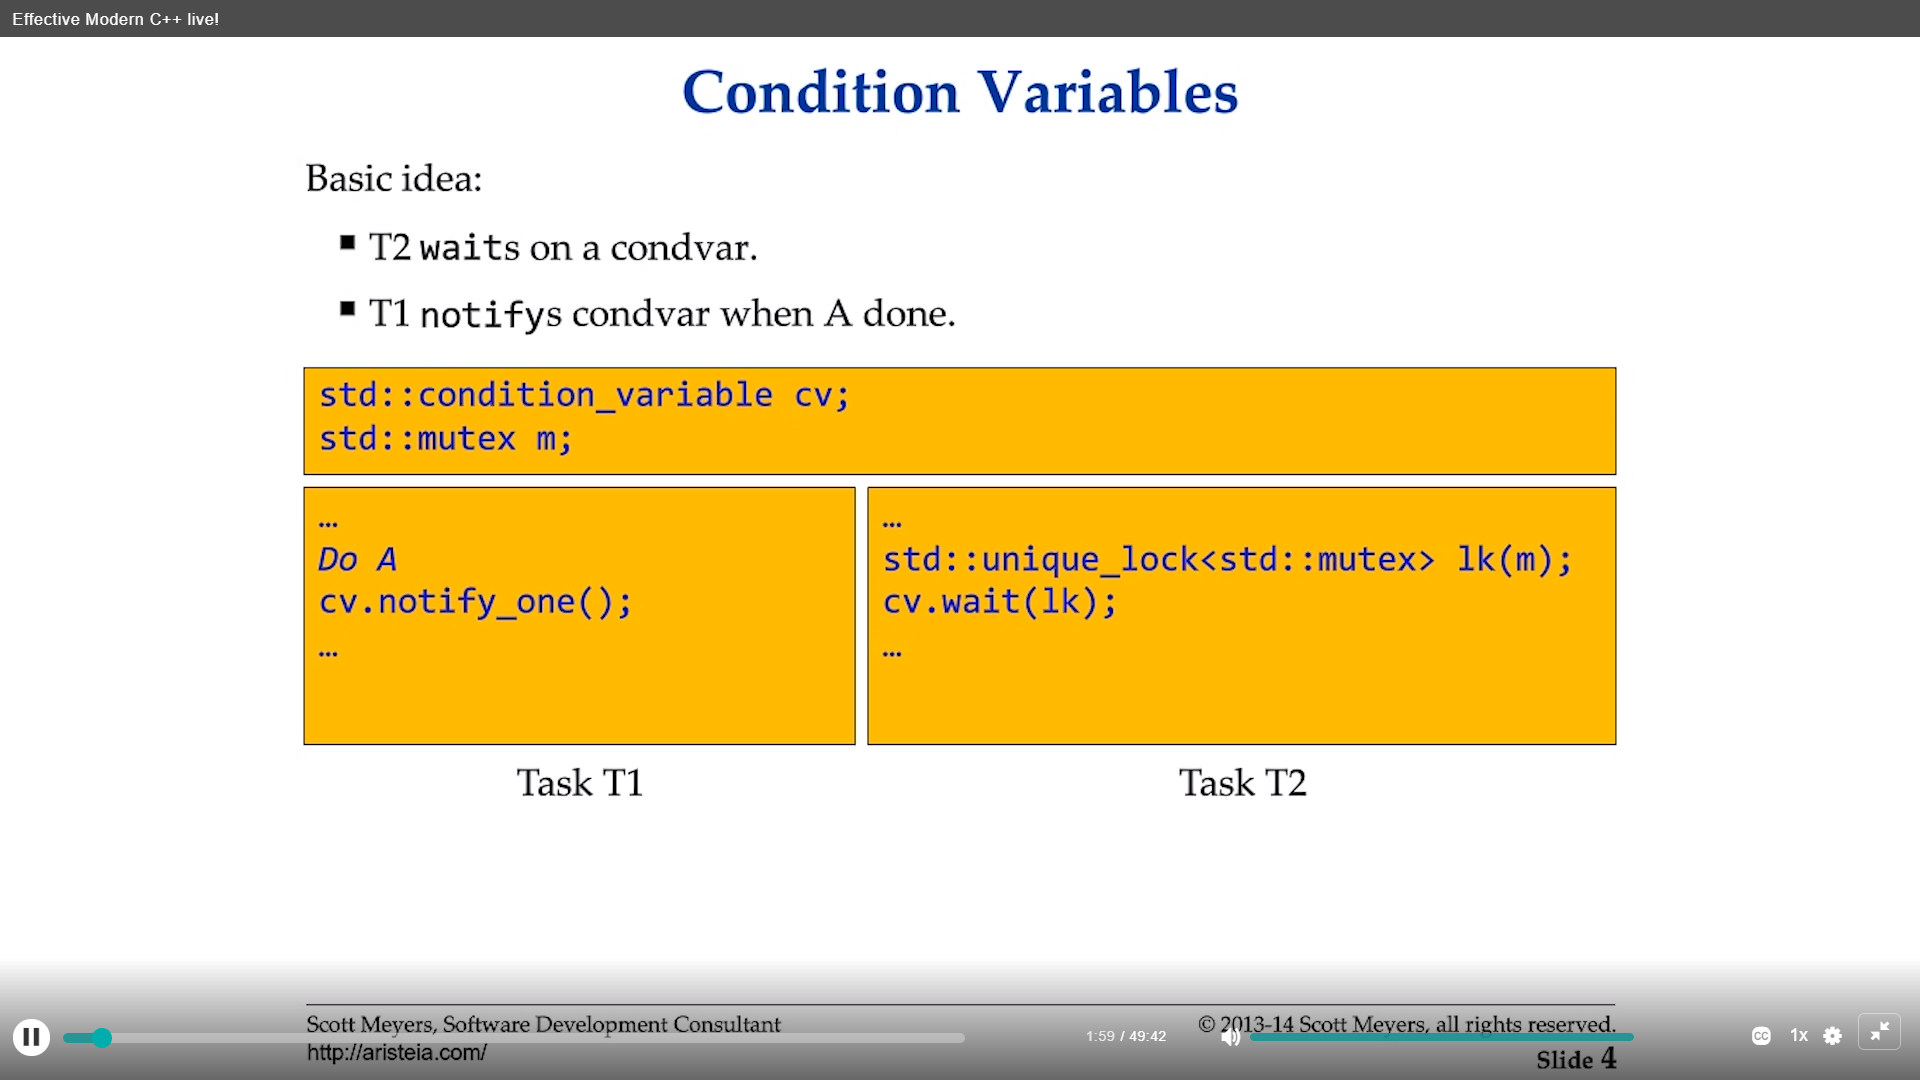 Effective Modern C++ live!
Condition Variables
Basic idea:
■ T2 waits on a condvar.
■ T1 notifys condvar when A done.
std::condition_variable cv;
std::mutex m;
…
Do A
cv.notify_one();
…
…
std::unique_lock<std::mutex> lk(m);
cv.wait(lk);
…
Task T1
Task T2
Scott Meyers, Software Development Consultant
http://aristeia.com/
© 2013-14 Scott Meyers, all rights reserved.
Slide 4
1:59 / 49:42
CC
1x